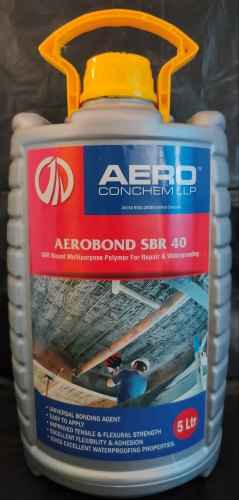 AERO™
CONCHEM LLP
AEROBOND SBR 40
SBR Based Multipurpose Polymer For Repair & Waterproofing
UNIVERSAL BONDING AGENT
EASY TO APPLY
IMPROVED TENSILE & FLEXURAL STRENGTH
EXCELLENT FLEXIBILITY & ADHESION
GIVES EXCELLENT WATERPROOFING PROPERTIES
5 Ltr